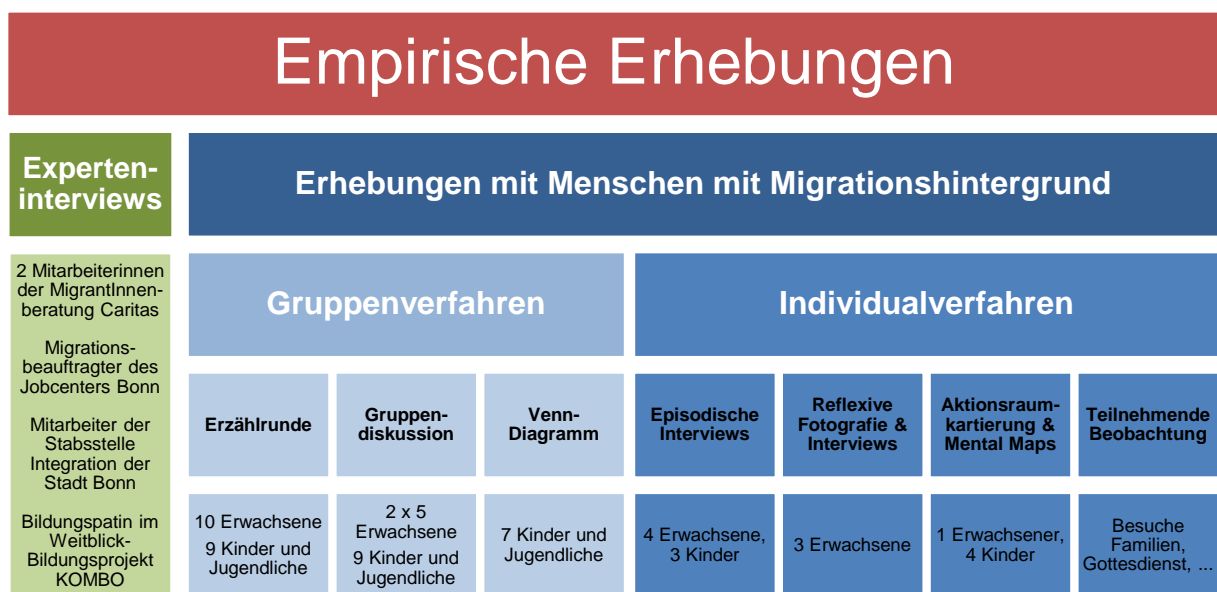 Empirische Erhebungen
Experten-
interviews
Erhebungen mit Menschen mit Migrationshintergrund
2 Mitarbeiterinnen
der MigrantInnen-
beratung Caritas
Migrations-
beauftragter des
Jobcenters Bonn
Mitarbeiter der
Stabsstelle
Integration der
Stadt Bonn
Bildungspatin im
Weitblick-
Bildungsprojekt
KOMBO
Gruppenverfahren
Individualverfahren
Erzählrunde
Gruppen-
diskussion
Venn-
Diagramm
Episodische
Interviews
Reflexive
Fotografie &
Interviews
Aktionsraum-
kartierung &
Mental Maps
Teilnehmende
Beobachtung
10 Erwachsene
9 Kinder und
Jugendliche
2 x 5
Erwachsene
9 Kinder und
Jugendliche
7 Kinder und
Jugendliche
4 Erwachsene,
3 Kinder
3 Erwachsene
1 Erwachsener,
4 Kinder
Besuche
Familien,
Gottesdienst, ...